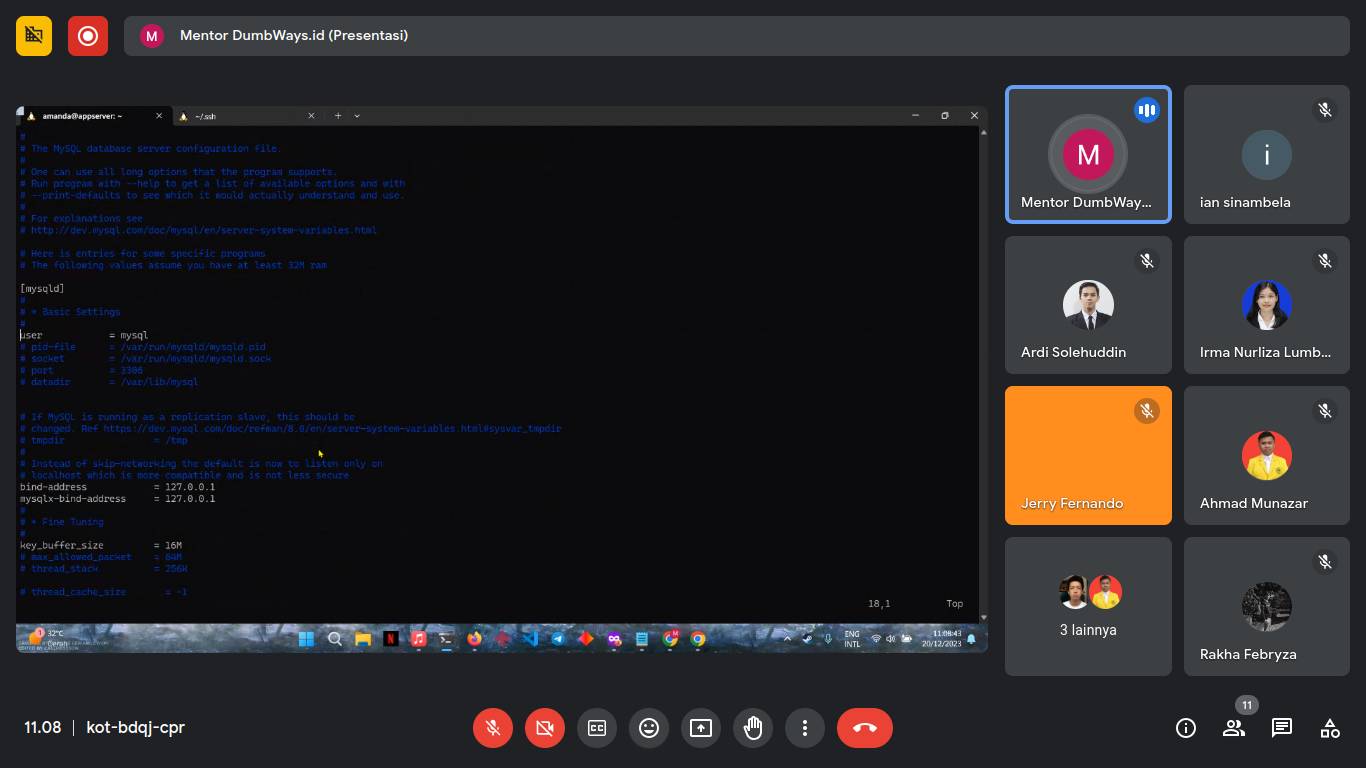 M Mentor DumbWays.id (Presentasi)
amanda@appserver: ~
~/.ssh
#
# The MySQL database server configuration file.
#
# One can use all long options that the program supports.
# Run program with --help to get a list of available options and with
# --print-defaults to see which it would actually understand and use.
#
# For explanations see
# http://dev.mysql.com/doc/mysql/en/server-system-variables.html

# Here is entries for some specific programs
# The following values assume you have at least 32M ram

[mysqld]
#
# * Basic Settings
#
user = mysql
# pid-file = /var/run/mysqld/mysqld.pid
# socket = /var/run/mysqld/mysqld.sock
# port = 3306
# datadir = /var/lib/mysql

# If MySQL is running as a replication slave, this should be
# changed. Ref https://dev.mysql.com/doc/refman/8.0/en/server-system-variables.html#sysvar_tmpdir
# tmpdir = /tmp
#
# Instead of skip-networking the default is now to listen only on
# localhost which is more compatible and is not less secure.
bind-address = 127.0.0.1
mysqlx-bind-address = 127.0.0.1
#
# * Fine Tuning
#
key_buffer_size = 16M
# max_allowed_packet = 64M
# thread_stack = 256K

# thread_cache_size = -1
18,1 Top
1
32°C
ENG
INTL
11:08:43
20/12/2023
M
Mentor DumbWay...
i
ian sinambela
Ardi Solehuddin
Irma Nurliza Lumb...
Jerry Fernando
Ahmad Munazar
3 lainnya
Rakha Febryza
11.08 | kot-bdqj-cpr
CC
11